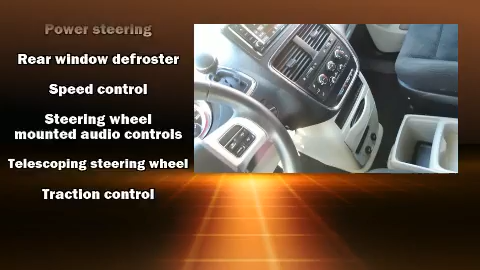 Power steering
Rear window defroster
Speed control
Steering wheel
mounted audio controls
Telescoping steering wheel
Traction control